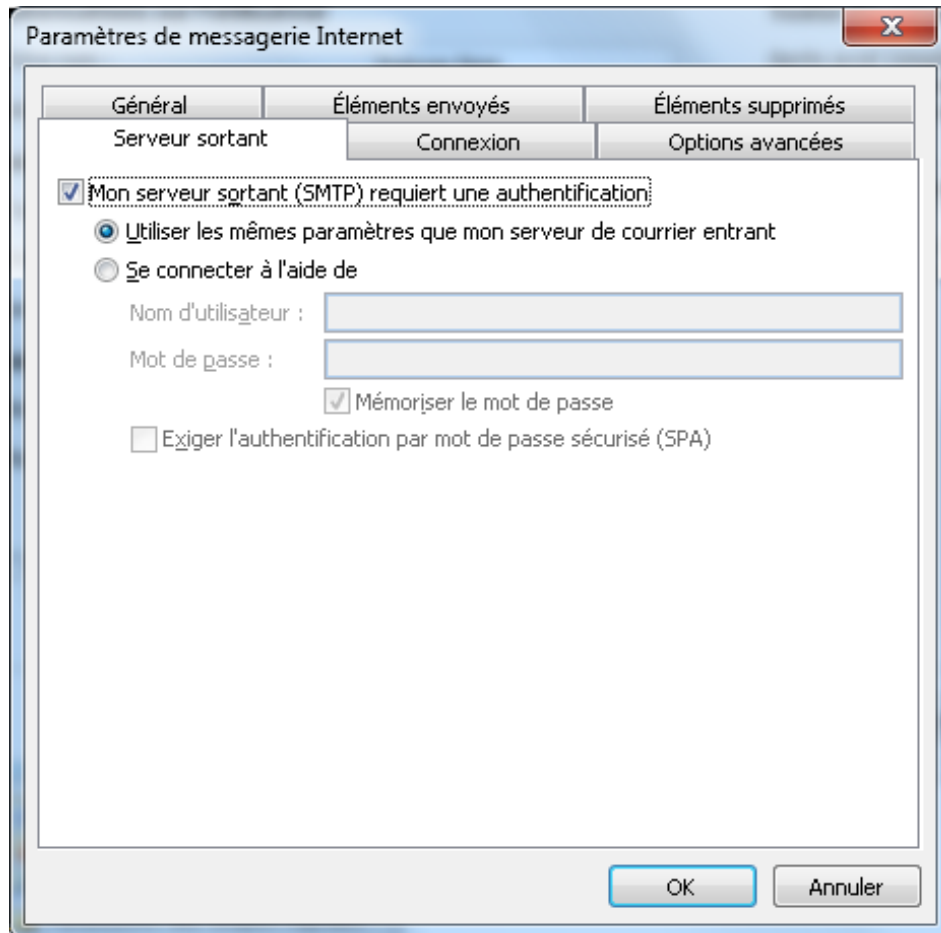 Paramètres de messagerie Internet
X
Général
Éléments envoyés
Éléments supprimés
Serveur sortant
Connexion
Options avancées
Mon serveur sortant (SMTP) requiert une authentification
Utiliser les mêmes paramètres que mon serveur de courrier entrant
Se connecter à l'aide de
Nom d'utilisateur :
Mot de passe :
Mémoriser le mot de passe
Exiger l'authentification par mot de passe sécurisé (SPA)
OK
Annuler